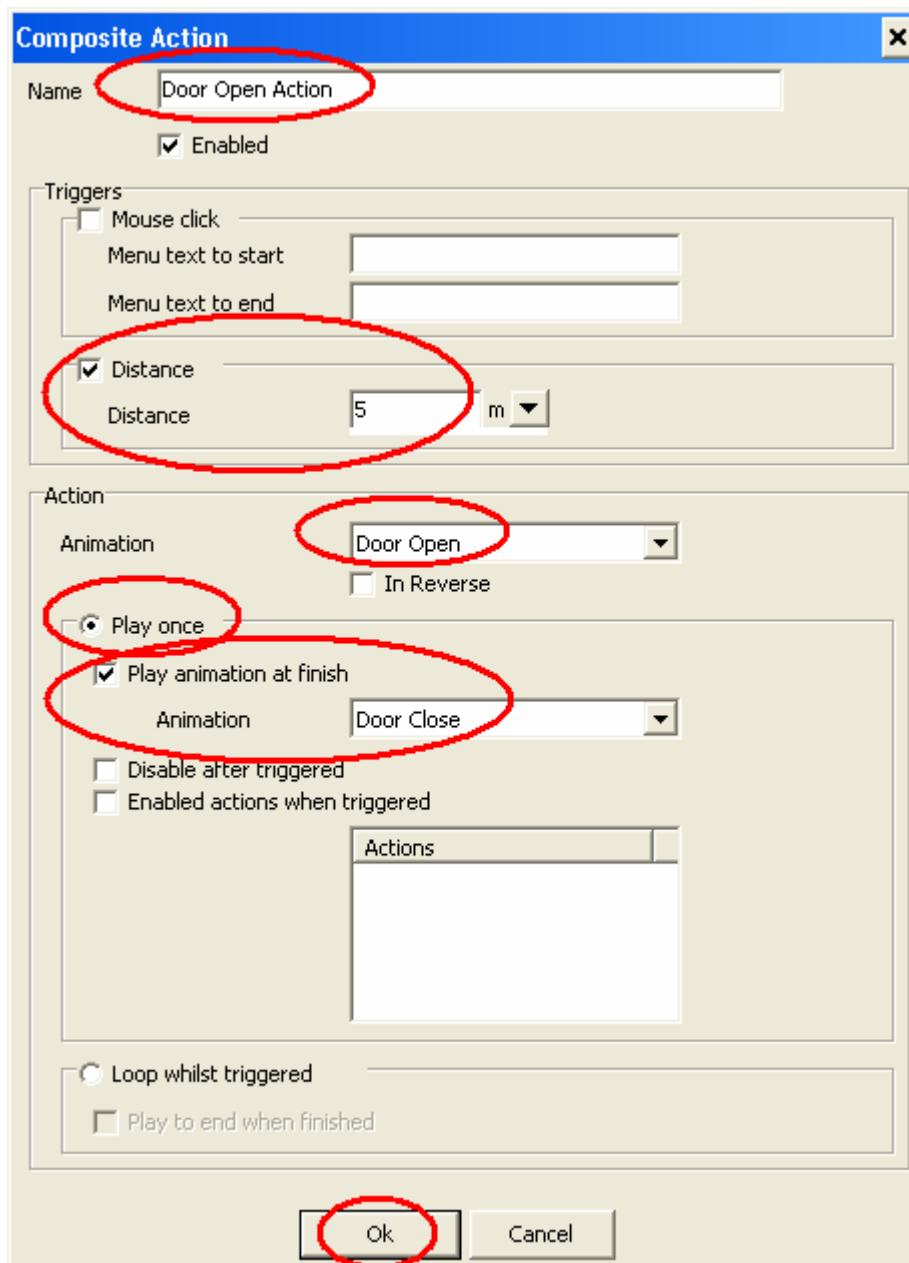 Composite Action
Name Door Open Action
Enabled
Triggers
Mouse click
Menu text to start
Menu text to end
Distance
Distance 5 m
Action
Animation Door Open
In Reverse
Play once
Play animation at finish
Animation Door Close
Disable after triggered
Enabled actions when triggered
Actions
Loop whilst triggered
Play to end when finished
Ok Cancel